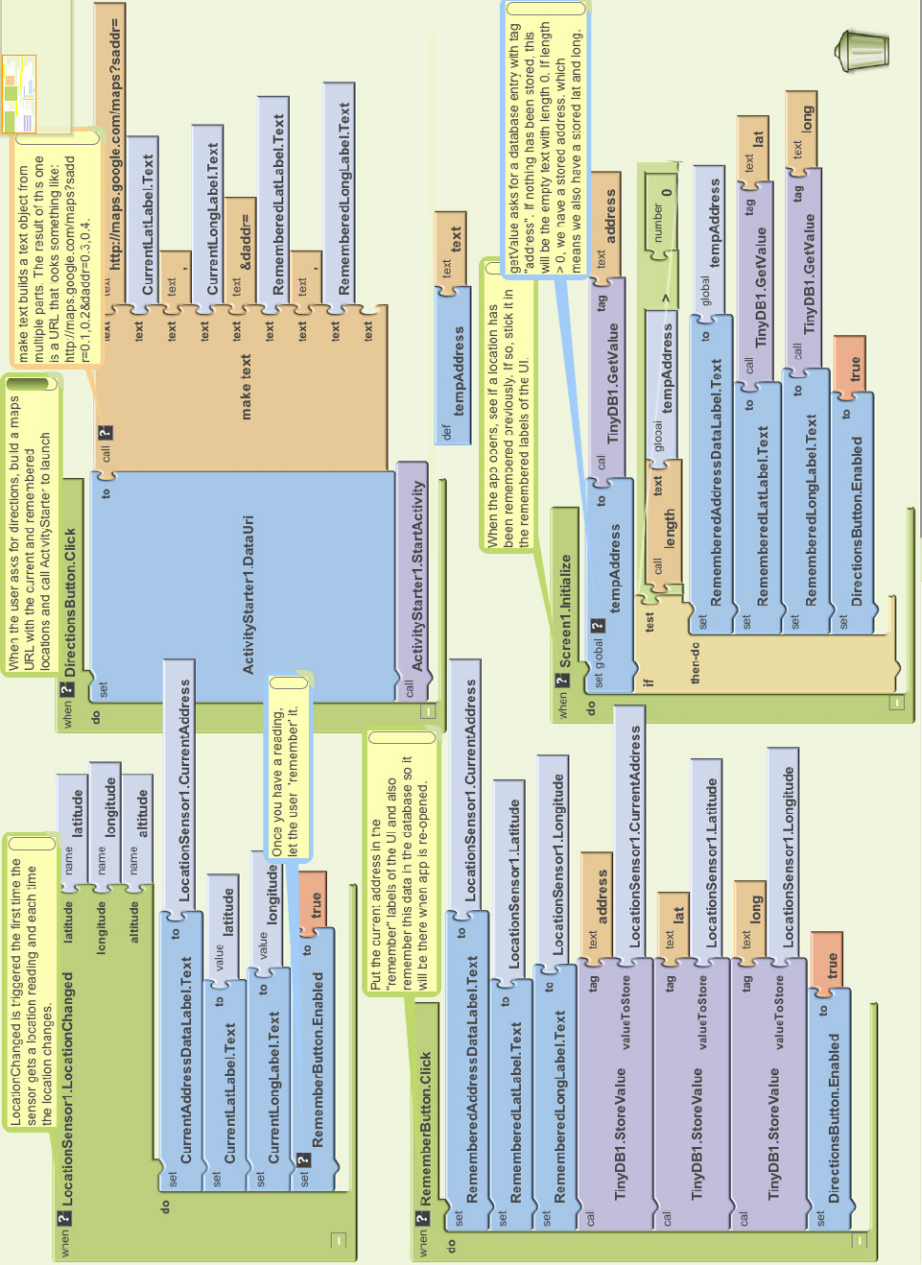 LocationChanged is triggered the first time the
sensor gets a location reading and each time
the location changes.
when ? LocationSensor1.LocationChanged
latitude name latitude
longitude name longitude
altitude name altitude
do
set CurrentAddressDataLabel.Text to LocationSensor1.CurrentAddress
set CurrentLatLabel.Text to value latitude
set CurrentLongLabel.Text to value longitude
set ? RememberButton.Enabled to true
Once you have a reading,
let the user 'remember' it.
When the user asks for directions, build a maps
URL with the current and remembered
locations and call ActivityStarter to launch
when ? DirectionsButton.Click
do
set ActivityStarter1.DataUri to call ? make text
text text http://maps.google.com/maps?saddr=
text CurrentLatLabel.Text
text text ,
text CurrentLongLabel.Text
text text &daddr=
text RememberedLatLabel.Text
text text ,
text RememberedLongLabel.Text
text
call ActivityStarter1.StartActivity
make text builds a text object from
multiple parts. The result of this one
is a URL that looks something like:
http://maps.google.com/maps?sadd
r=0.1,0.2&daddr=0.3,0.4.
def tempAddress text text
Put the current address in the
"remember" labels of the UI and also
remember this data in the database so it
will be there when app is re-opened.
when ? RememberButton.Click
do
set RememberedAddressDataLabel.Text to LocationSensor1.CurrentAddress
set RememberedLatLabel.Text to LocationSensor1.Latitude
set RememberedLongLabel.Text to LocationSensor1.Longitude
call TinyDB1.StoreValue tag text address
valueToStore LocationSensor1.CurrentAddress
call TinyDB1.StoreValue tag text lat
valueToStore LocationSensor1.Latitude
call TinyDB1.StoreValue tag text long
valueToStore LocationSensor1.Longitude
set DirectionsButton.Enabled to true
When the app opens, see if a location has
been remembered previously. If so, stick it in
the remembered labels of the UI.
when ? Screen1.Initialize
do
set global ? tempAddress to call TinyDB1.GetValue tag text address
if test call length text global tempAddress > number 0
then-do
set RememberedAddressDataLabel.Text to global tempAddress
set RememberedLatLabel.Text to call TinyDB1.GetValue tag text lat
set RememberedLongLabel.Text to call TinyDB1.GetValue tag text long
set DirectionsButton.Enabled to true
getValue asks for a database entry with tag
"address". If nothing has been stored, this
will be the empty text with length 0. If length
> 0, we have a stored address, which
means we also have a stored lat and long.